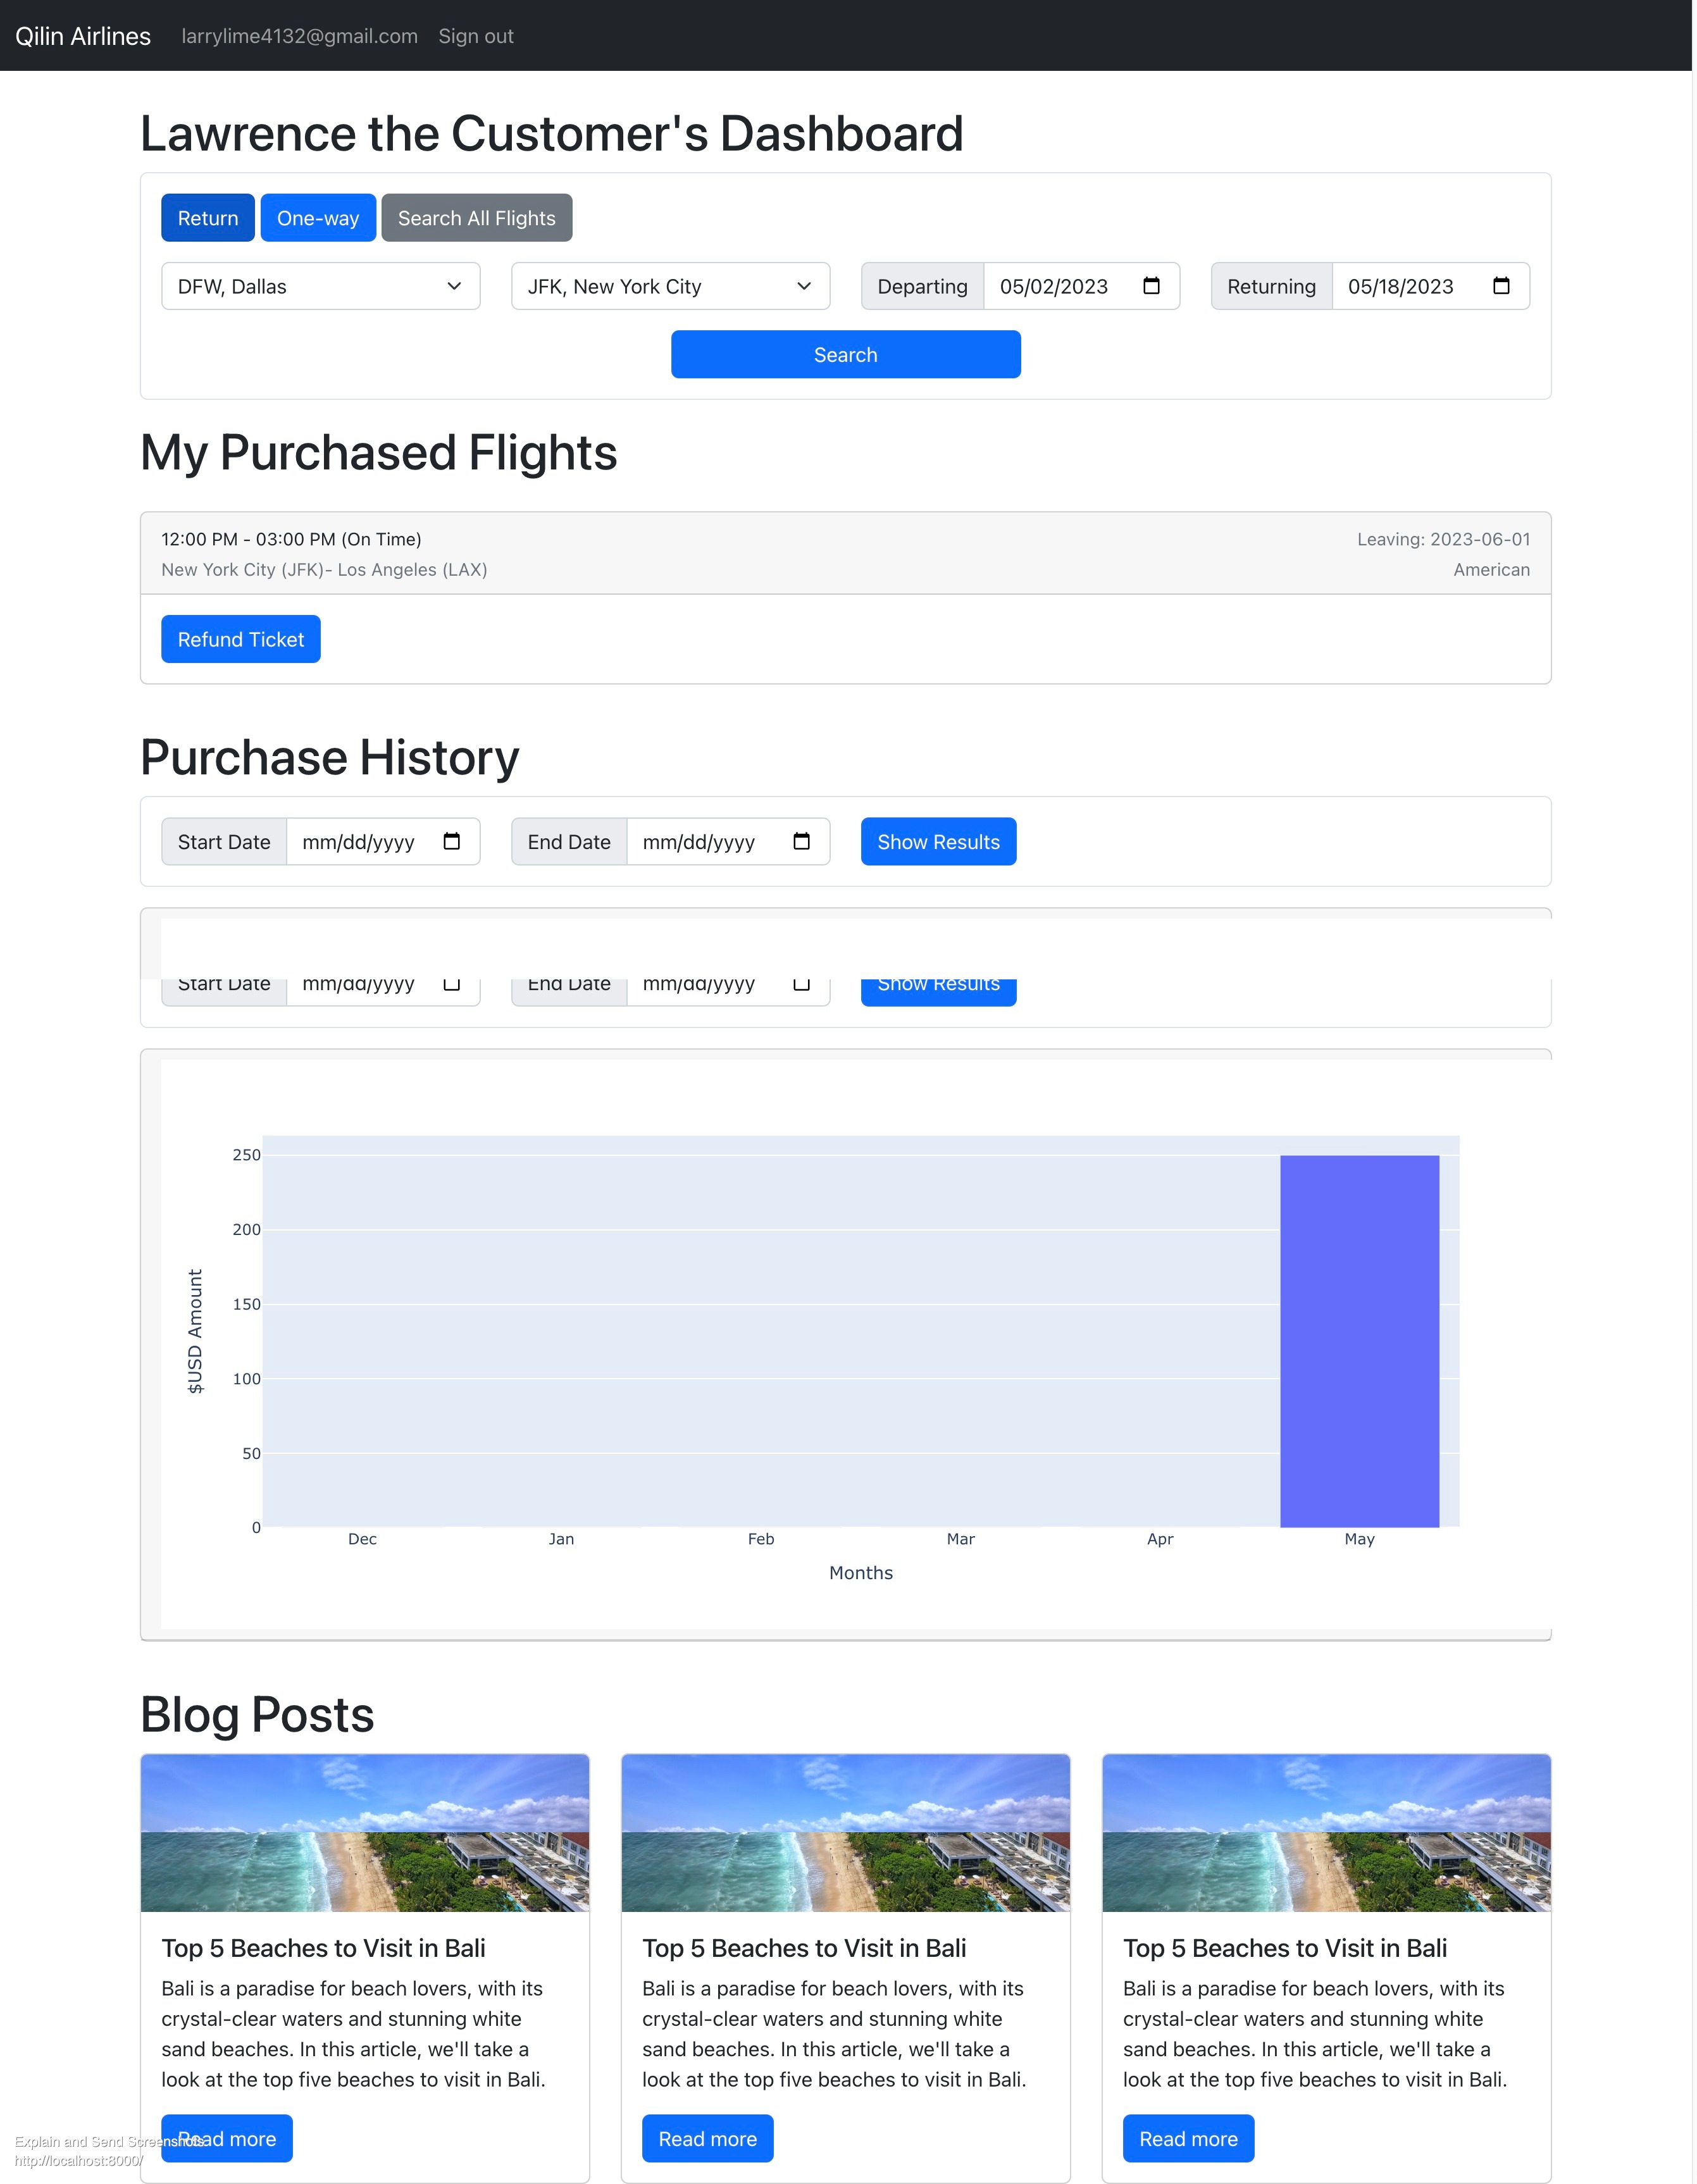 Qilin Airlines larrylime4132@gmail.com Sign out
Lawrence the Customer's Dashboard
Return One-way Search All Flights
DFW, Dallas JFK, New York City Departing 05/02/2023 Returning 05/18/2023
Search
My Purchased Flights
12:00 PM - 03:00 PM (On Time) Leaving: 2023-06-01
New York City (JFK)- Los Angeles (LAX) American
Refund Ticket
Purchase History
Start Date mm/dd/yyyy End Date mm/dd/yyyy Show Results
Start Date mm/dd/yyyy End Date mm/dd/yyyy Show Results
250
200
150
100
50
0
$USD Amount
Dec Jan Feb Mar Apr May
Months
Blog Posts
Top 5 Beaches to Visit in Bali
Bali is a paradise for beach lovers, with its
crystal-clear waters and stunning white
sand beaches. In this article, we'll take a
look at the top five beaches to visit in Bali.
Read more
Top 5 Beaches to Visit in Bali
Bali is a paradise for beach lovers, with its
crystal-clear waters and stunning white
sand beaches. In this article, we'll take a
look at the top five beaches to visit in Bali.
Read more
Top 5 Beaches to Visit in Bali
Bali is a paradise for beach lovers, with its
crystal-clear waters and stunning white
sand beaches. In this article, we'll take a
look at the top five beaches to visit in Bali.
Read more
Explain and Send Screenshots
http://localhost:8000/